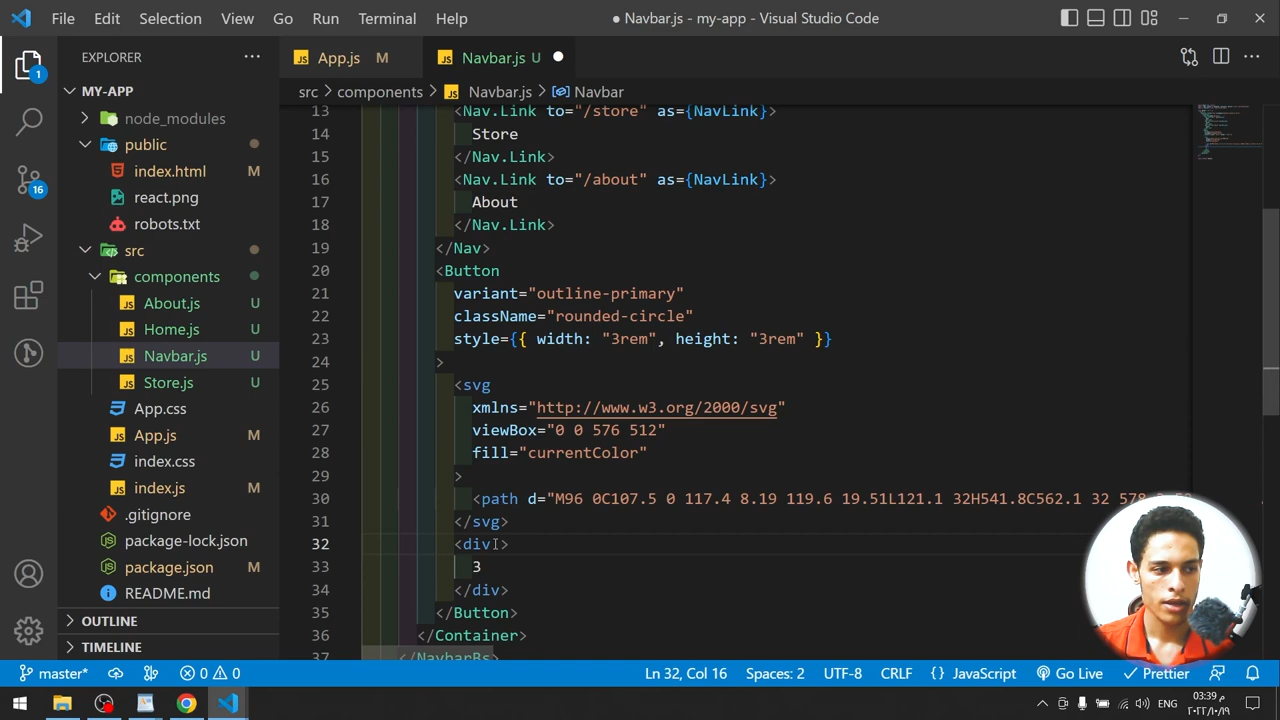 File Edit Selection View Go Run Terminal Help
● Navbar.js - my-app - Visual Studio Code
EXPLORER
MY-APP
node_modules
public
index.html M
react.png
robots.txt
src
components
About.js U
Home.js U
Navbar.js U
Store.js U
App.css
App.js M
index.css
index.js M
.gitignore
package-lock.json
package.json M
README.md
OUTLINE
TIMELINE
1
16
App.js M
Navbar.js U
src > components > Navbar.js > Navbar
13 <Nav.Link to="/store" as={NavLink}>
14 Store
15 </Nav.Link>
16 <Nav.Link to="/about" as={NavLink}>
17 About
18 </Nav.Link>
19 </Nav>
20 <Button
21 variant="outline-primary"
22 className="rounded-circle"
23 style={{ width: "3rem", height: "3rem" }}
24 >
25 <svg
26 xmlns="http://www.w3.org/2000/svg"
27 viewBox="0 0 576 512"
28 fill="currentColor"
29 >
30 <path d="M96 0C107.5 0 117.4 8.19 119.6 19.51L121.1 32H541.8C562.1 32
31 </svg>
32 <div>
33 3
34 </div>
35 </Button>
36 </Container>
37 </NavbarBs>
master* 0 0
Ln 32, Col 16 Spaces: 2 UTF-8 CRLF {} JavaScript Go Live Prettier
ENG
03:39 م
٢٠٢٢/١٠/١٩